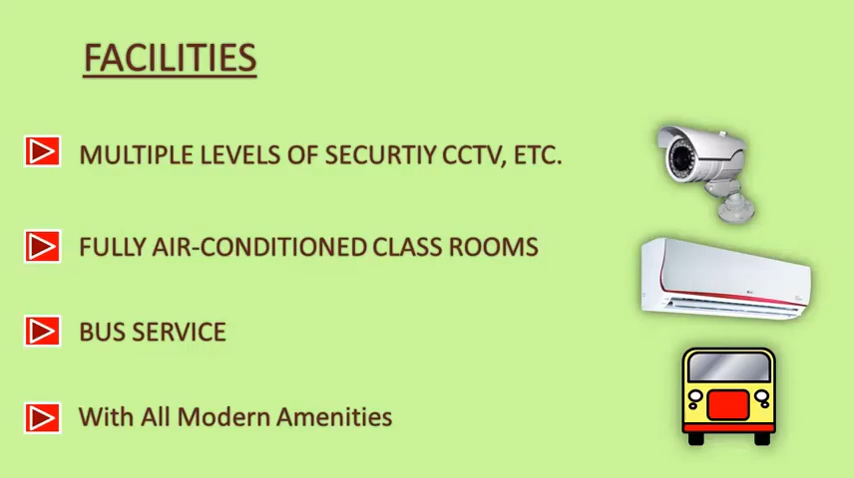 FACILITIES
MULTIPLE LEVELS OF SECURTIY CCTV, ETC.
FULLY AIR-CONDITIONED CLASS ROOMS
BUS SERVICE
With All Modern Amenities